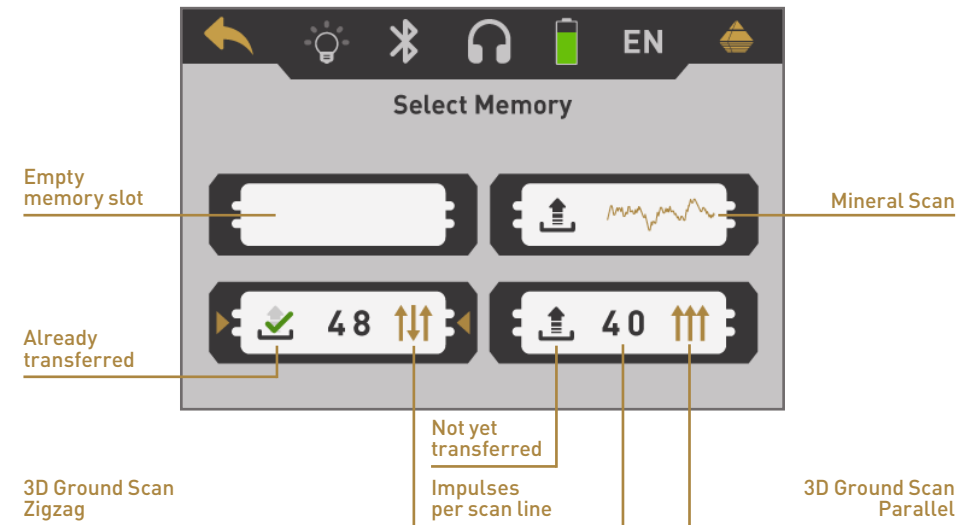 EN
Select Memory
Empty
memory slot
Mineral Scan
48
40
Already
transferred
Not yet
transferred
3D Ground Scan
Zigzag
Impulses
per scan line
3D Ground Scan
Parallel